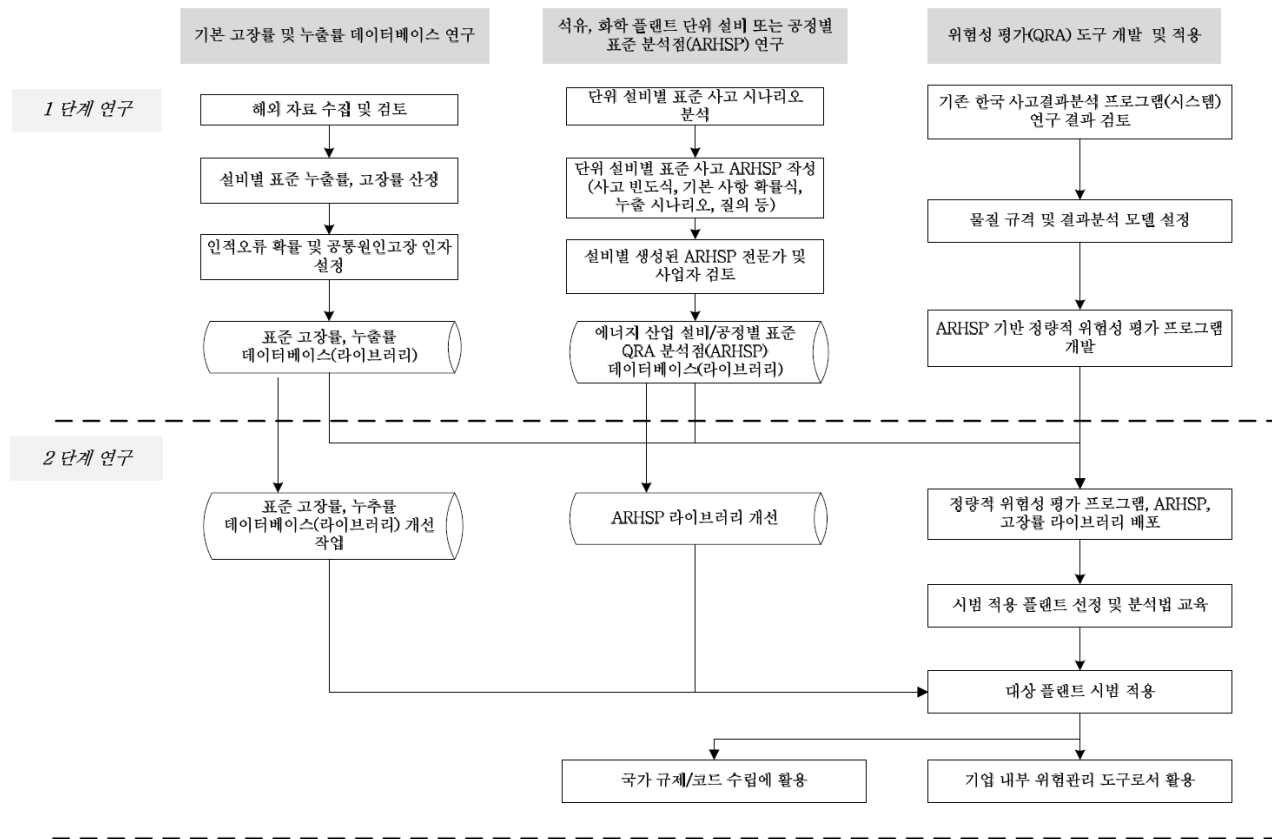 기본 고장률 및 누출률 데이터베이스 연구
석유, 화학 플랜트 단위 설비 또는 공정별
표준 분석점(ARHSP) 연구
위험성 평가(QRA) 도구 개발 및 적용
1 단계 연구
해외 자료 수집 및 검토
설비별 표준 누출률, 고장률 산정
인적오류 확률 및 공통원인고장 인자
설정
표준 고장률, 누출률
데이터베이스(라이브러리)
단위 설비별 표준 사고 시나리오
분석
단위 설비별 표준 사고 ARHSP 작성
(사고 빈도식, 기본 사항 확률식,
누출 시나리오, 질의 등)
설비별 생성된 ARHSP 전문가 및
사업자 검토
에너지 산업 설비/공정별 표준
QRA 분석점(ARHSP)
데이터베이스(라이브러리)
기존 한국 사고결과분석 프로그램(시스템)
연구 결과 검토
물질 규격 및 결과분석 모델 설정
ARHSP 기반 정량적 위험성 평가 프로그램
개발
2 단계 연구
표준 고장률, 누추률
데이터베이스(라이브러리) 개선
작업
ARHSP 라이브러리 개선
정량적 위험성 평가 프로그램, ARHSP,
고장률 라이브러리 배포
시범 적용 플랜트 선정 및 분석법 교육
대상 플랜트 시범 적용
국가 규제/코드 수립에 활용
기업 내부 위험관리 도구로서 활용